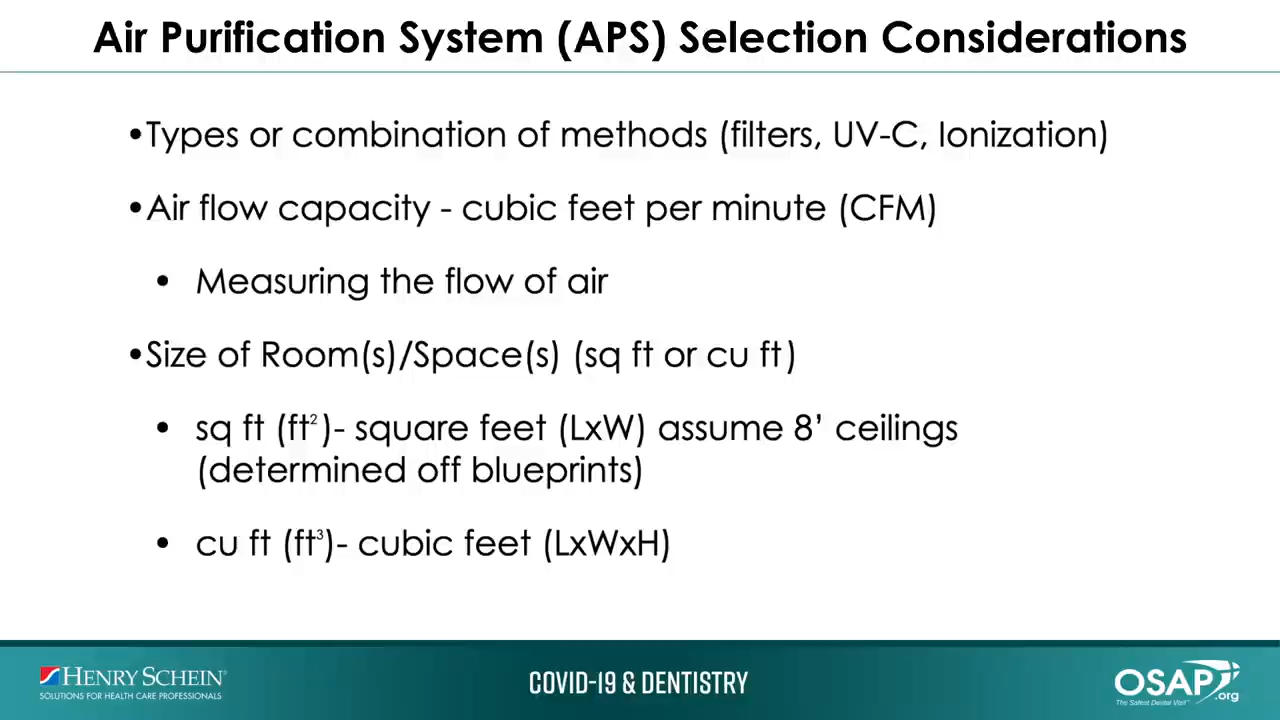 Air Purification System (APS) Selection Considerations
•Types or combination of methods (filters, UV-C, Ionization)
•Air flow capacity - cubic feet per minute (CFM)
• Measuring the flow of air
•Size of Room(s)/Space(s) (sq ft or cu ft)
• sq ft (ft²)- square feet (LxW) assume 8’ ceilings
(determined off blueprints)
• cu ft (ft³)- cubic feet (LxWxH)
HENRY SCHEIN®
SOLUTIONS FOR HEALTH CARE PROFESSIONALS
COVID-19 & DENTISTRY
OSAP.org
The Safest Dental Visit™